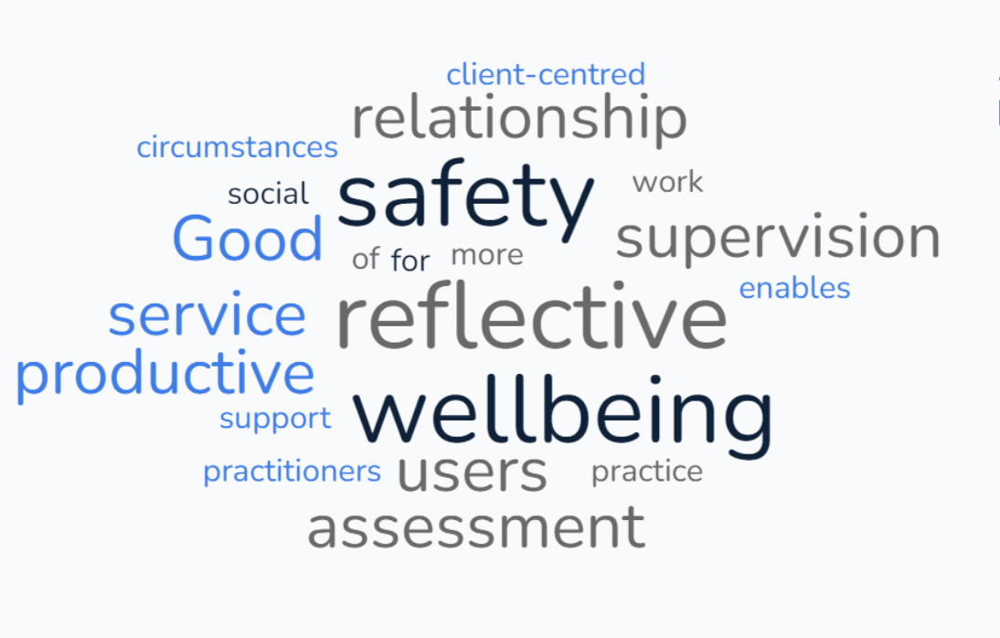 client-centred
relationship
circumstances
safety
work
social
Good
supervision
of for more
enables
service
reflective
productive
wellbeing
support
practitioners
users
practice
assessment